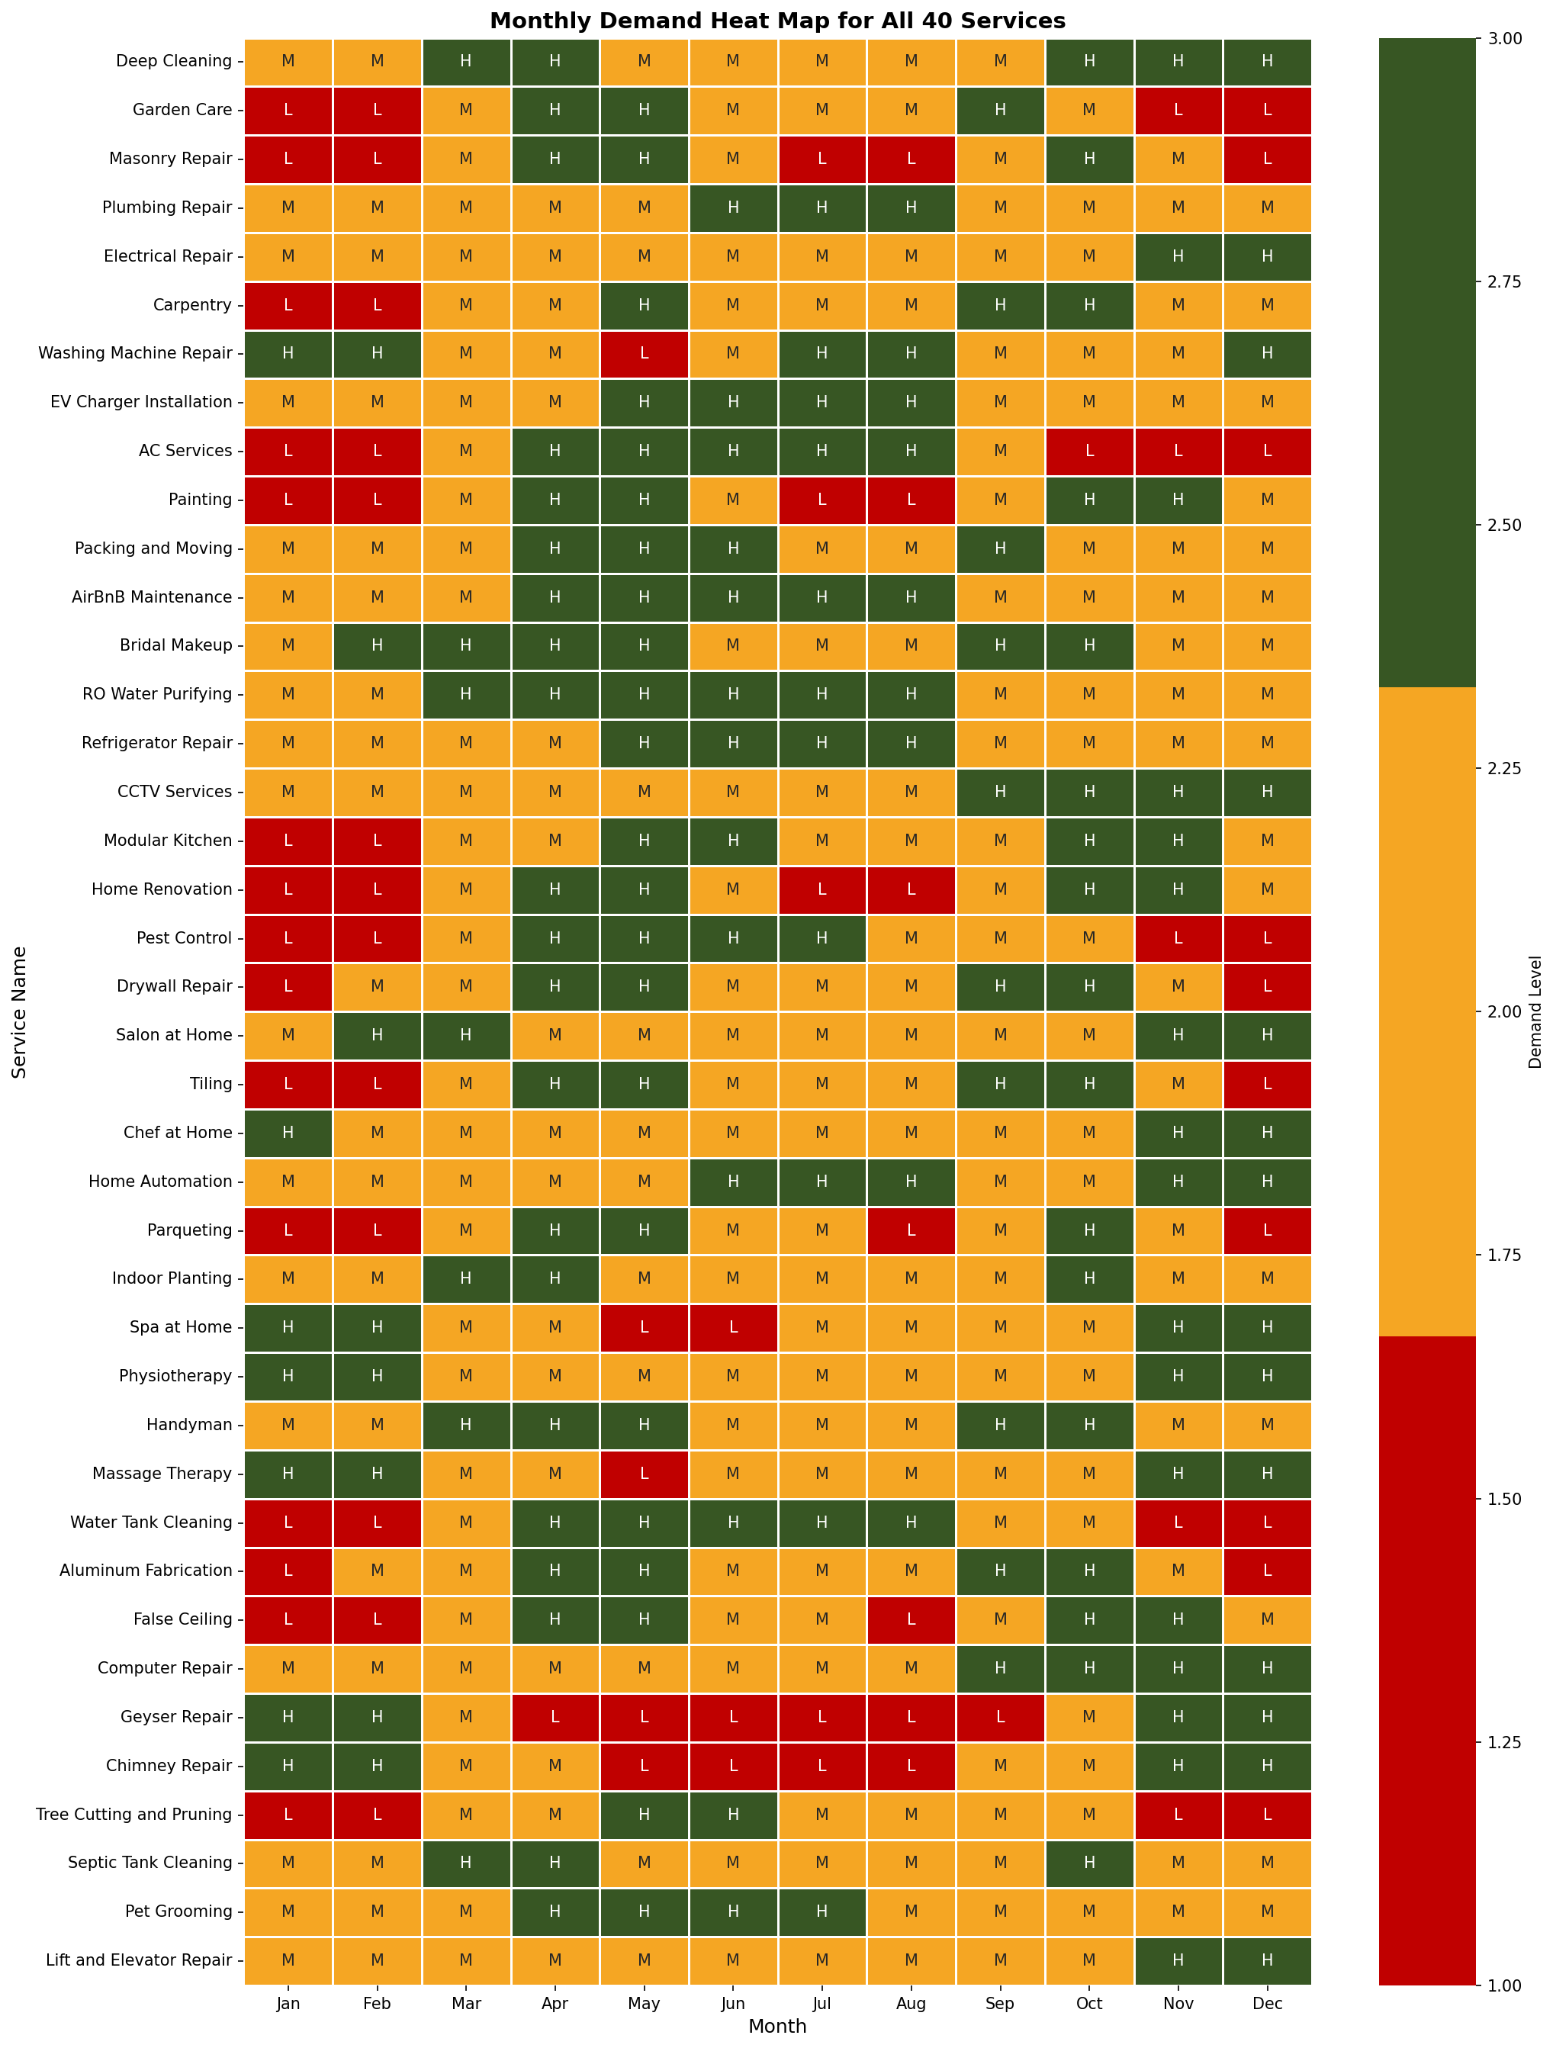 Monthly Demand Heat Map for All 40 Services
Deep Cleaning M M H H M M M M M H H H
Garden Care L L M H H M M M H M L L
Masonry Repair L L M H H M L L M H M L
Plumbing Repair M M M M M H H H M M M M
Electrical Repair M M M M M M M M M M H H
Carpentry L L M M H M M M H H M M
Washing Machine Repair H H M M L M H H M M M H
EV Charger Installation M M M M H H H H M M M M
AC Services L L M H H H H H M L L L
Painting L L M H H M L L M H H M
Packing and Moving M M M H H H M M H M M M
AirBnB Maintenance M M M H H H H H M M M M
Bridal Makeup M H H H H M M M H H M M
RO Water Purifying M M H H H H H H M M M M
Refrigerator Repair M M M M H H H H M M M M
CCTV Services M M M M M M M M H H H H
Modular Kitchen L L M M H H M M M H H M
Home Renovation L L M H H M L L M H H M
Pest Control L L M H H H H M M M L L
Drywall Repair L M M H H M M M H H M L
Salon at Home M H H M M M M M M M H H
Tiling L L M H H M M M H H M L
Chef at Home H M M M M M M M M M H H
Home Automation M M M M M H H H M M H H
Parqueting L L M H H M M L M H M L
Indoor Planting M M H H M M M M M H M M
Spa at Home H H M M L L M M M M H H
Physiotherapy H H M M M M M M M M H H
Handyman M M H H H M M M H H M M
Massage Therapy H H M M L M M M M M H H
Water Tank Cleaning L L M H H H H H M M L L
Aluminum Fabrication L M M H H M M M H H M L
False Ceiling L L M H H M M L M H H M
Computer Repair M M M M M M M M H H H H
Geyser Repair H H M L L L L L L M H H
Chimney Repair H H M M L L L L M M H H
Tree Cutting and Pruning L L M M H H M M M M L L
Septic Tank Cleaning M M H H M M M M M H M M
Pet Grooming M M M H H H H M M M M M
Lift and Elevator Repair M M M M M M M M M M H H
Jan Feb Mar Apr May Jun Jul Aug Sep Oct Nov Dec
Month
Service Name
3.00
2.75
2.50
2.25
2.00
1.75
1.50
1.25
1.00
Demand Level